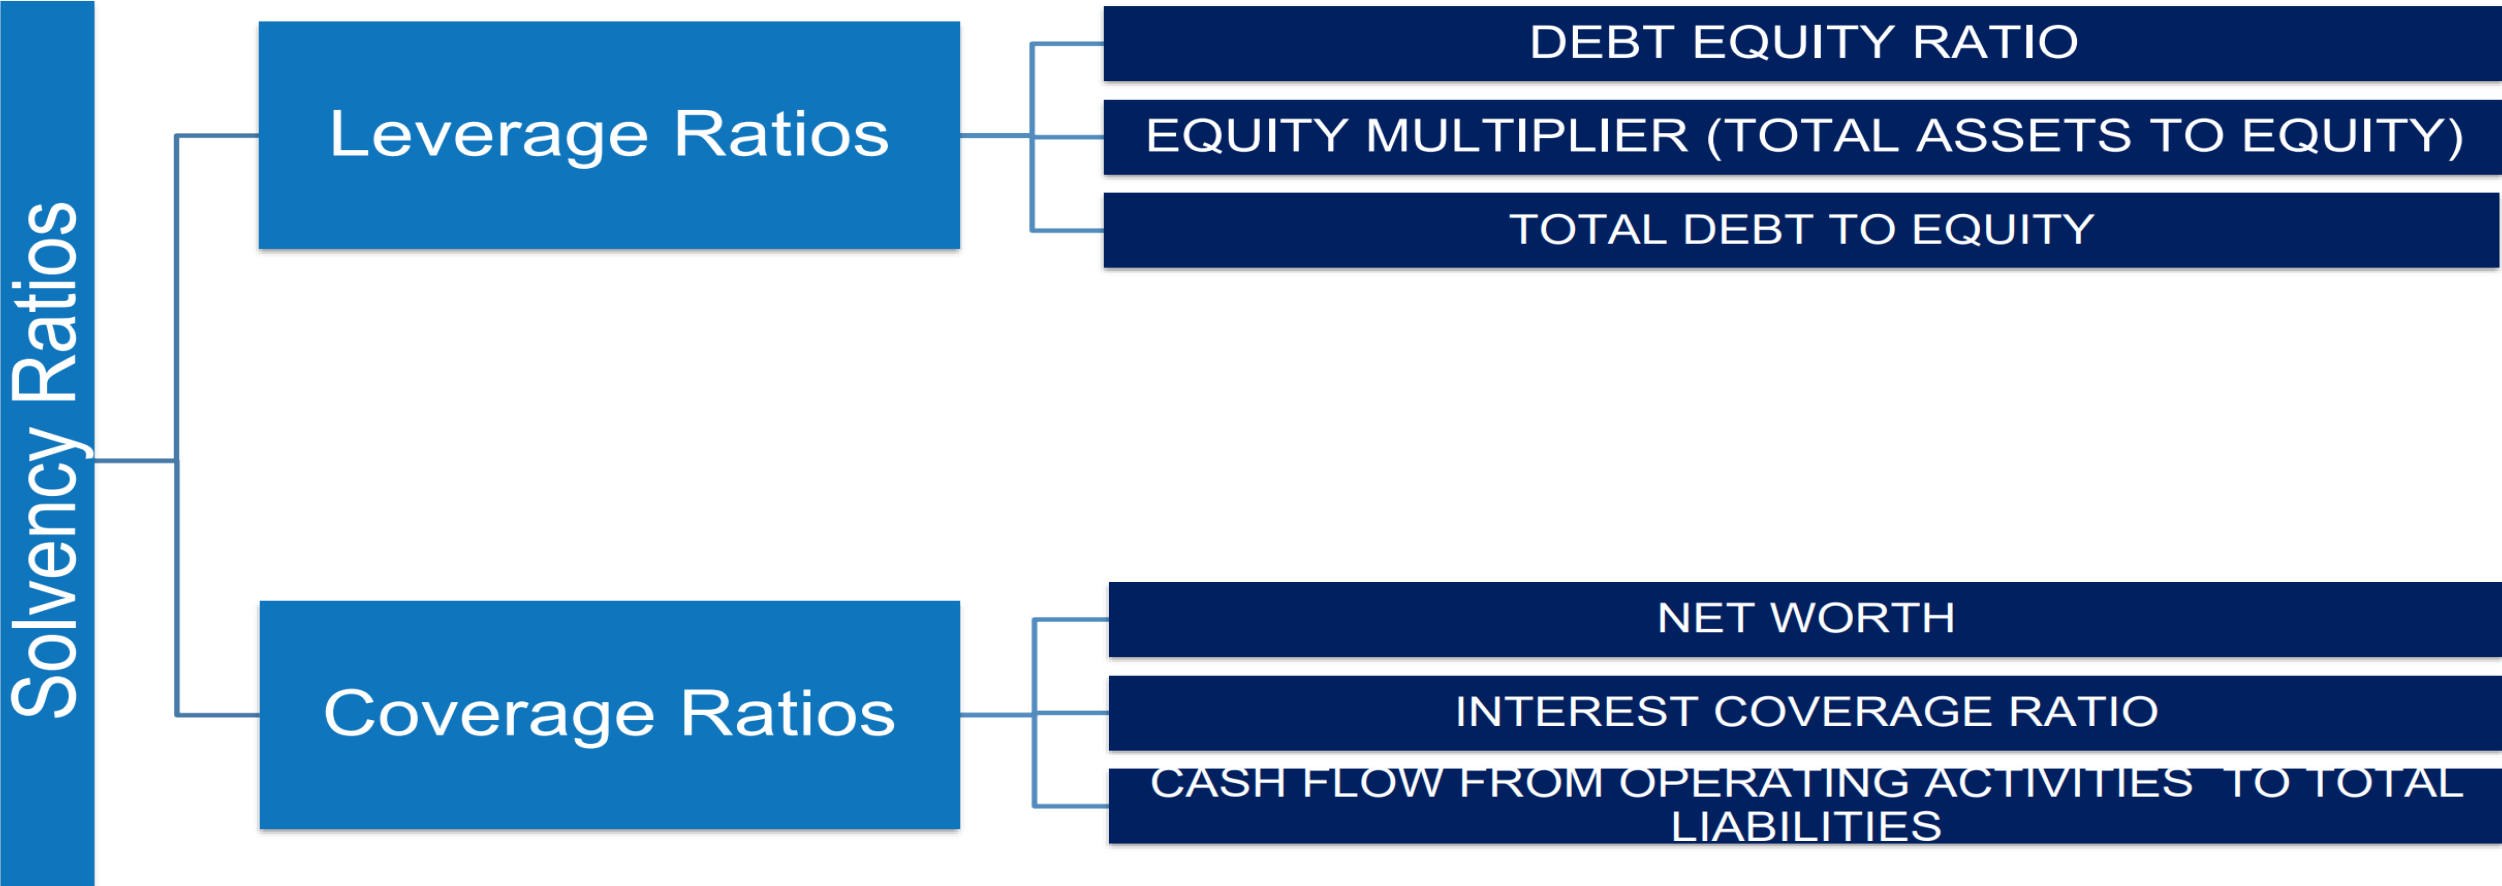 Solvency Ratios
Leverage Ratios
DEBT EQUITY RATIO
EQUITY MULTIPLIER (TOTAL ASSETS TO EQUITY)
TOTAL DEBT TO EQUITY
Coverage Ratios
NET WORTH
INTEREST COVERAGE RATIO
CASH FLOW FROM OPERATING ACTIVITIES TO TOTAL
LIABILITIES